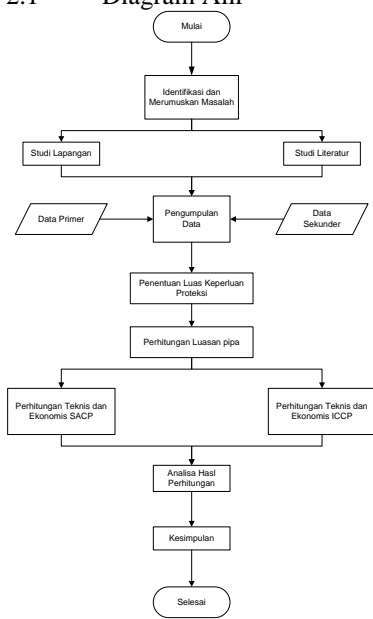 2.1 Diagram Alir
Mulai
Identifikasi dan
Merumuskan Masalah
Studi Lapangan
Studi Literatur
Data Primer
Pengumpulan
Data
Data
Sekunder
Penentuan Luas Keperluan
Proteksi
Perhitungan Luasan pipa
Perhitungan Teknis dan
Ekonomis SACP
Perhitungan Teknis dan
Ekonomis ICCP
Analisa Hasl
Perhitungan
Kesimpulan
Selesai